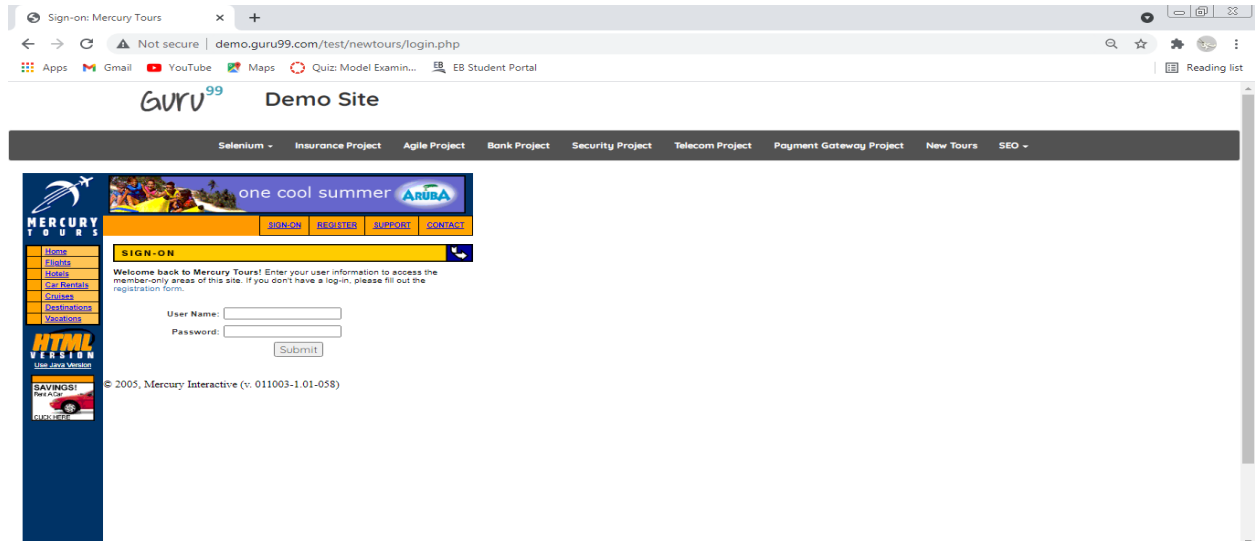 Sign-on: Mercury Tours
Not secure | demo.guru99.com/test/newtours/login.php
Apps Gmail YouTube Maps Quiz: Model Examin... EB Student Portal Reading list
Guru99 Demo Site
Selenium Insurance Project Agile Project Bank Project Security Project Telecom Project Payment Gateway Project New Tours SEO
one cool summer ARUBA
MERCURY
TOURS
SIGN-ON REGISTER SUPPORT CONTACT
SIGN-ON
Home
Flights
Hotels
Car Rentals
Cruises
Destinations
Vacations
Welcome back to Mercury Tours! Enter your user information to access the
member-only areas of this site. If you don't have a log-in, please fill out the
registration form.
User Name:
Password:
Submit
HTML
VERSION
Use Java Version
SAVINGS!
Rent A Car
CLICK HERE
© 2005, Mercury Interactive (v. 011003-1.01-058)